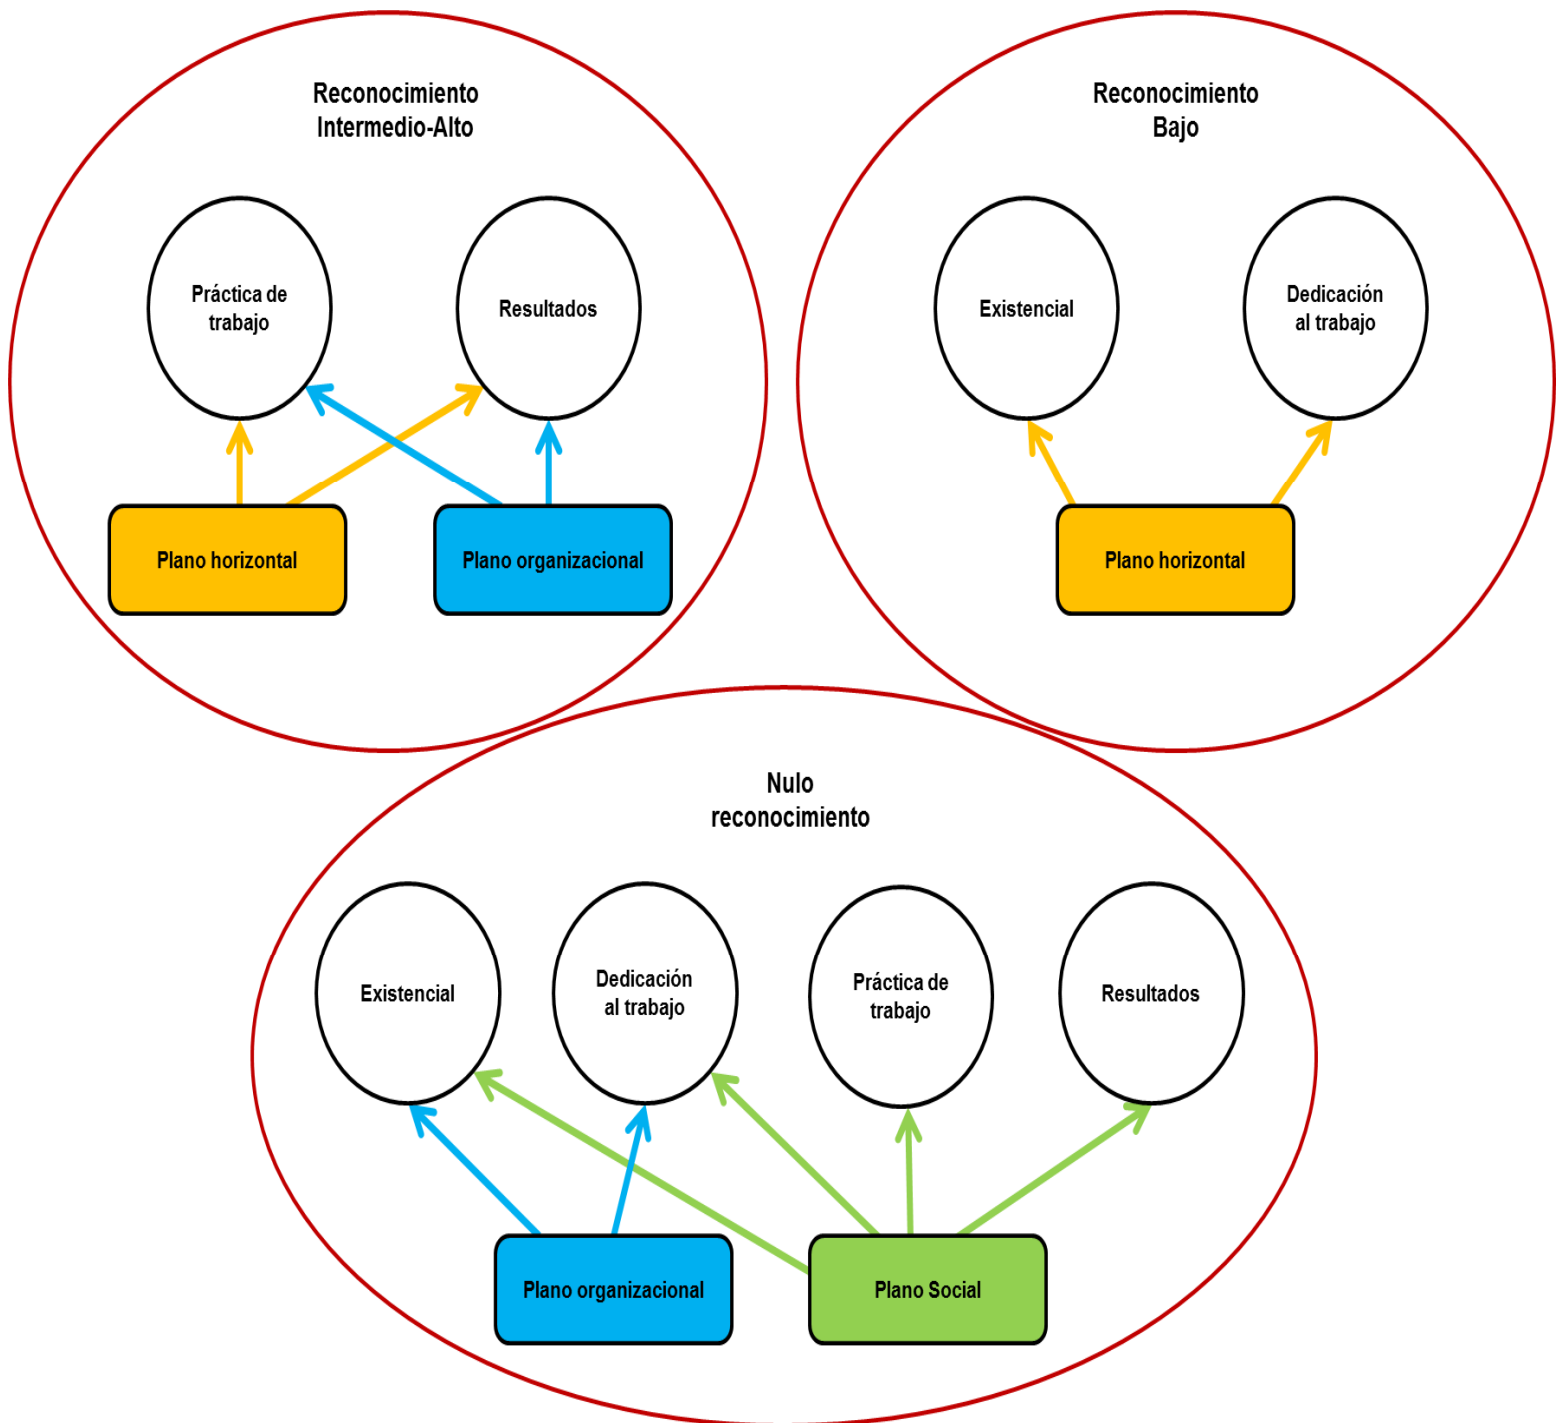 Reconocimiento
Intermedio-Alto
Práctica de
trabajo
Resultados
Plano horizontal
Plano organizacional
Reconocimiento
Bajo
Existencial
Dedicación
al trabajo
Plano horizontal
Nulo
reconocimiento
Existencial
Dedicación
al trabajo
Práctica de
trabajo
Resultados
Plano organizacional
Plano Social